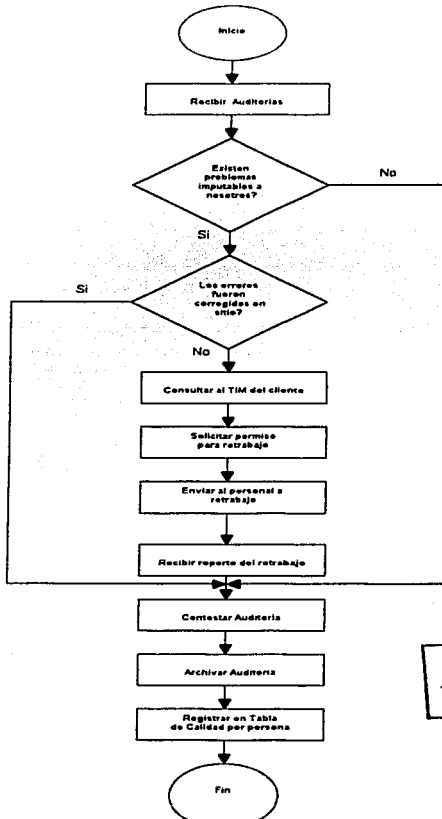 Inicio
Recibir Auditorias
Existen
problemas
imputables a
nosotros?
No
Si
Los errores
fueron
corregidos en
sitio?
Si
No
Consultar al TIM del cliente
Solicitar permiso
para retrabajo
Enviar al personal a
retrabajo
Recibir reporte del retrabajo
Contestar Auditoria
Archivar Auditoria
Registrar en Tabla
de Calidad por persona
Fin